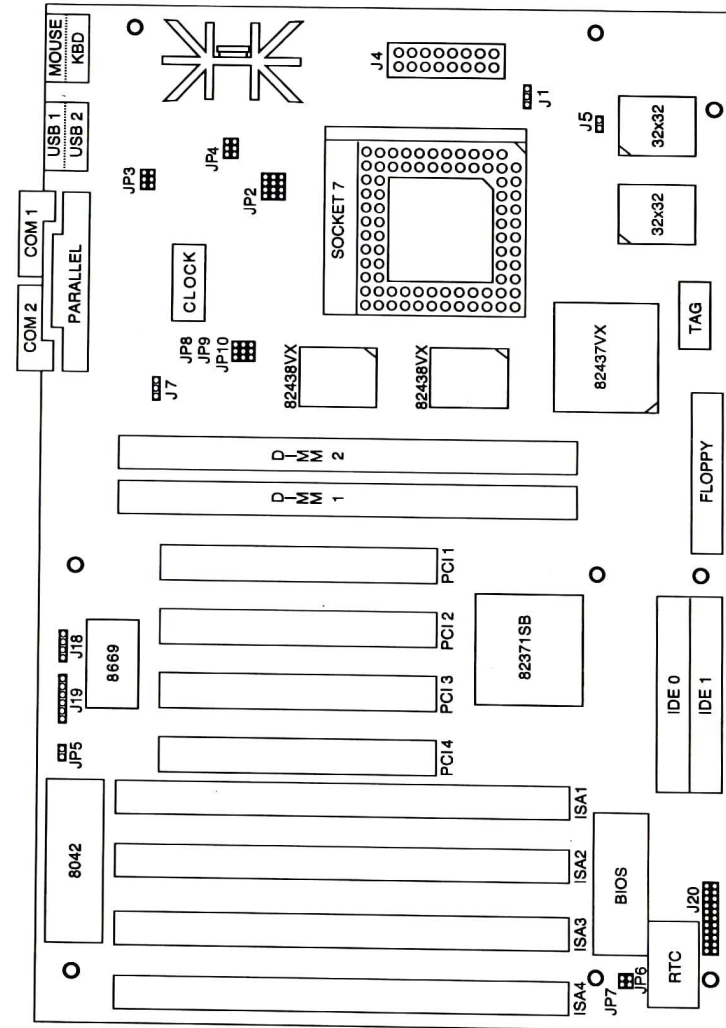 MOUSE
KBD
USB 1
USB 2
COM 1
COM 2
PARALLEL
JP3
JP4
JP2
J4
J1
J5
32x32
32x32
SOCKET 7
CLOCK
JP8
JP9
JP10
J7
82438VX
82438VX
82437VX
TAG
FLOPPY
DIMM 2
DIMM 1
PCI1
PCI2
PCI3
PCI4
J18
J19
JP5
8669
82371SB
IDE 0
IDE 1
8042
ISA1
ISA2
ISA3
ISA4
BIOS
RTC
J20
JP7
JP6